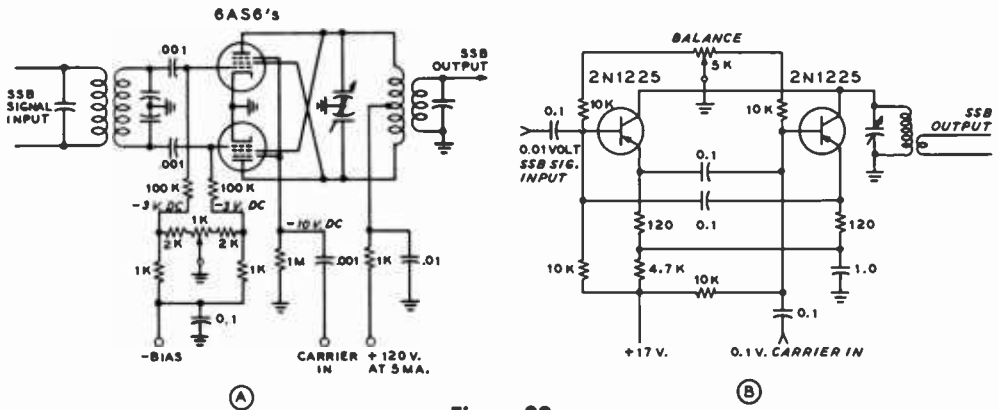 6AS6's
.001
SSB
SIGNAL
INPUT
SSB
OUTPUT
.001
100 K
100 K
-3 V. DC
-3 V. DC
1K
2K
2K
1K
1K
0,1
-BIAS
-10 V. DC
1M
.001
CARRIER
IN
1K
.01
+ 120 V.
AT 5 MA.
A
BALANCE
5 K
2N1225
2N1225
10K
10 K
0.1
0.01 VOLT
SSB SIG.
INPUT
0.1
0.1
120
120
10 K
4.7K
10K
1.0
0.1
+17 V.
0.1 V. CARRIER IN
SSB
OUTPUT
B